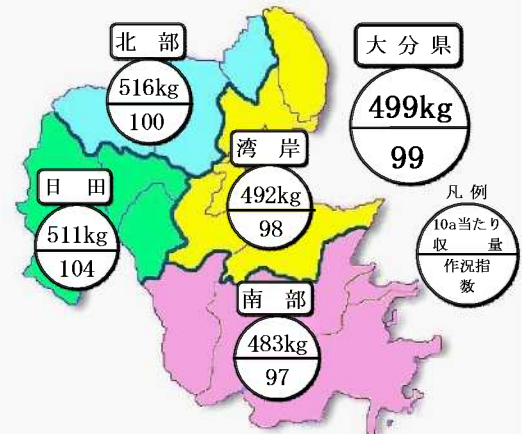 北 部
516kg
100
大分県
499kg
99
湾 岸
492kg
98
日 田
511kg
104
凡 例
10a当たり
収 量
作況指
数
南 部
483kg
97